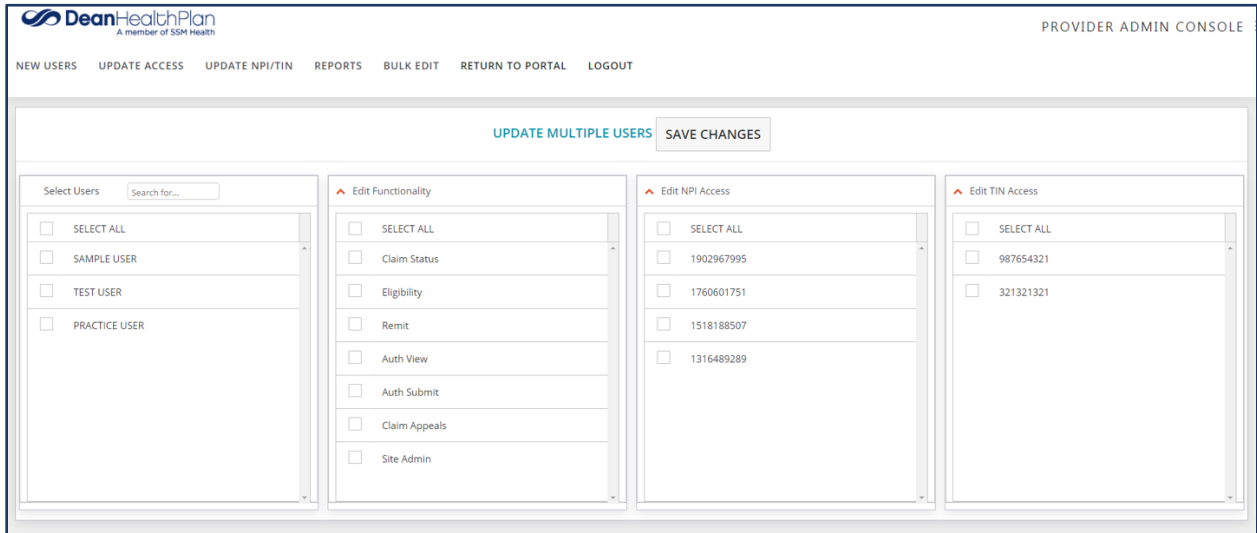 DeanHealthPlan
A member of SSM Health
PROVIDER ADMIN CONSOLE
NEW USERS UPDATE ACCESS UPDATE NPI/TIN REPORTS BULK EDIT RETURN TO PORTAL LOGOUT
UPDATE MULTIPLE USERS SAVE CHANGES
Select Users Search for...
SELECT ALL
SAMPLE USER
TEST USER
PRACTICE USER
Edit Functionality
SELECT ALL
Claim Status
Eligibility
Remit
Auth View
Auth Submit
Claim Appeals
Site Admin
Edit NPI Access
SELECT ALL
1902967995
1760601751
1518188507
1316489289
Edit TIN Access
SELECT ALL
987654321
321321321